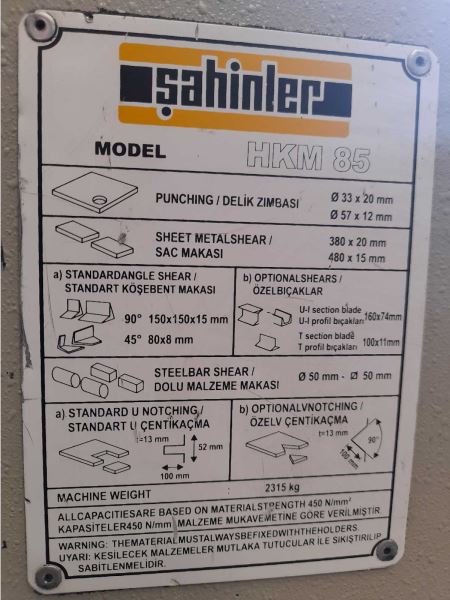 şahinler
MODEL HKM 85
PUNCHING / DELİK ZIMBASI Ø 33 x 20 mm
Ø 57 x 12 mm
SHEET METALSHEAR / 380 x 20 mm
SAC MAKASI 480 x 15 mm
a) STANDARDANGLE SHEAR /
STANDART KÖŞEBENT MAKASI
90° 150x150x15 mm
45° 80x8 mm
b) OPTIONALSHEARS /
ÖZELBIÇAKLAR
U-I section blade
U-I profil bıçakları 160x74mm
T section blade
T profil bıçakları 100x11mm
STEELBAR SHEAR /
DOLU MALZEME MAKASI Ø 50 mm - ⌷ 50 mm
a) STANDARD U NOTCHING /
STANDART U ÇENTİKAÇMA
t=13 mm
52 mm
100 mm
b) OPTIONALVNOTCHING /
ÖZELV ÇENTİKAÇMA
t=13 mm
90°
100 mm
MACHINE WEIGHT : 2315 kg
ALLCAPACITIESARE BASED ON MATERIALSTRENGTH 450 N/mm²
KAPASİTELER450 N/mm² MALZEME MUKAVEMETİNE GÖRE VERİLMİŞTİR.
WARNING: THEMATERIALMUSTALWAYSBEFIXEDWITHTHEHOLDERS.
UYARI: KESİLECEK MALZEMELER MUTLAKA TUTUCULAR İLE SIKIŞTIRILIP
SABİTLENMELİDİR.